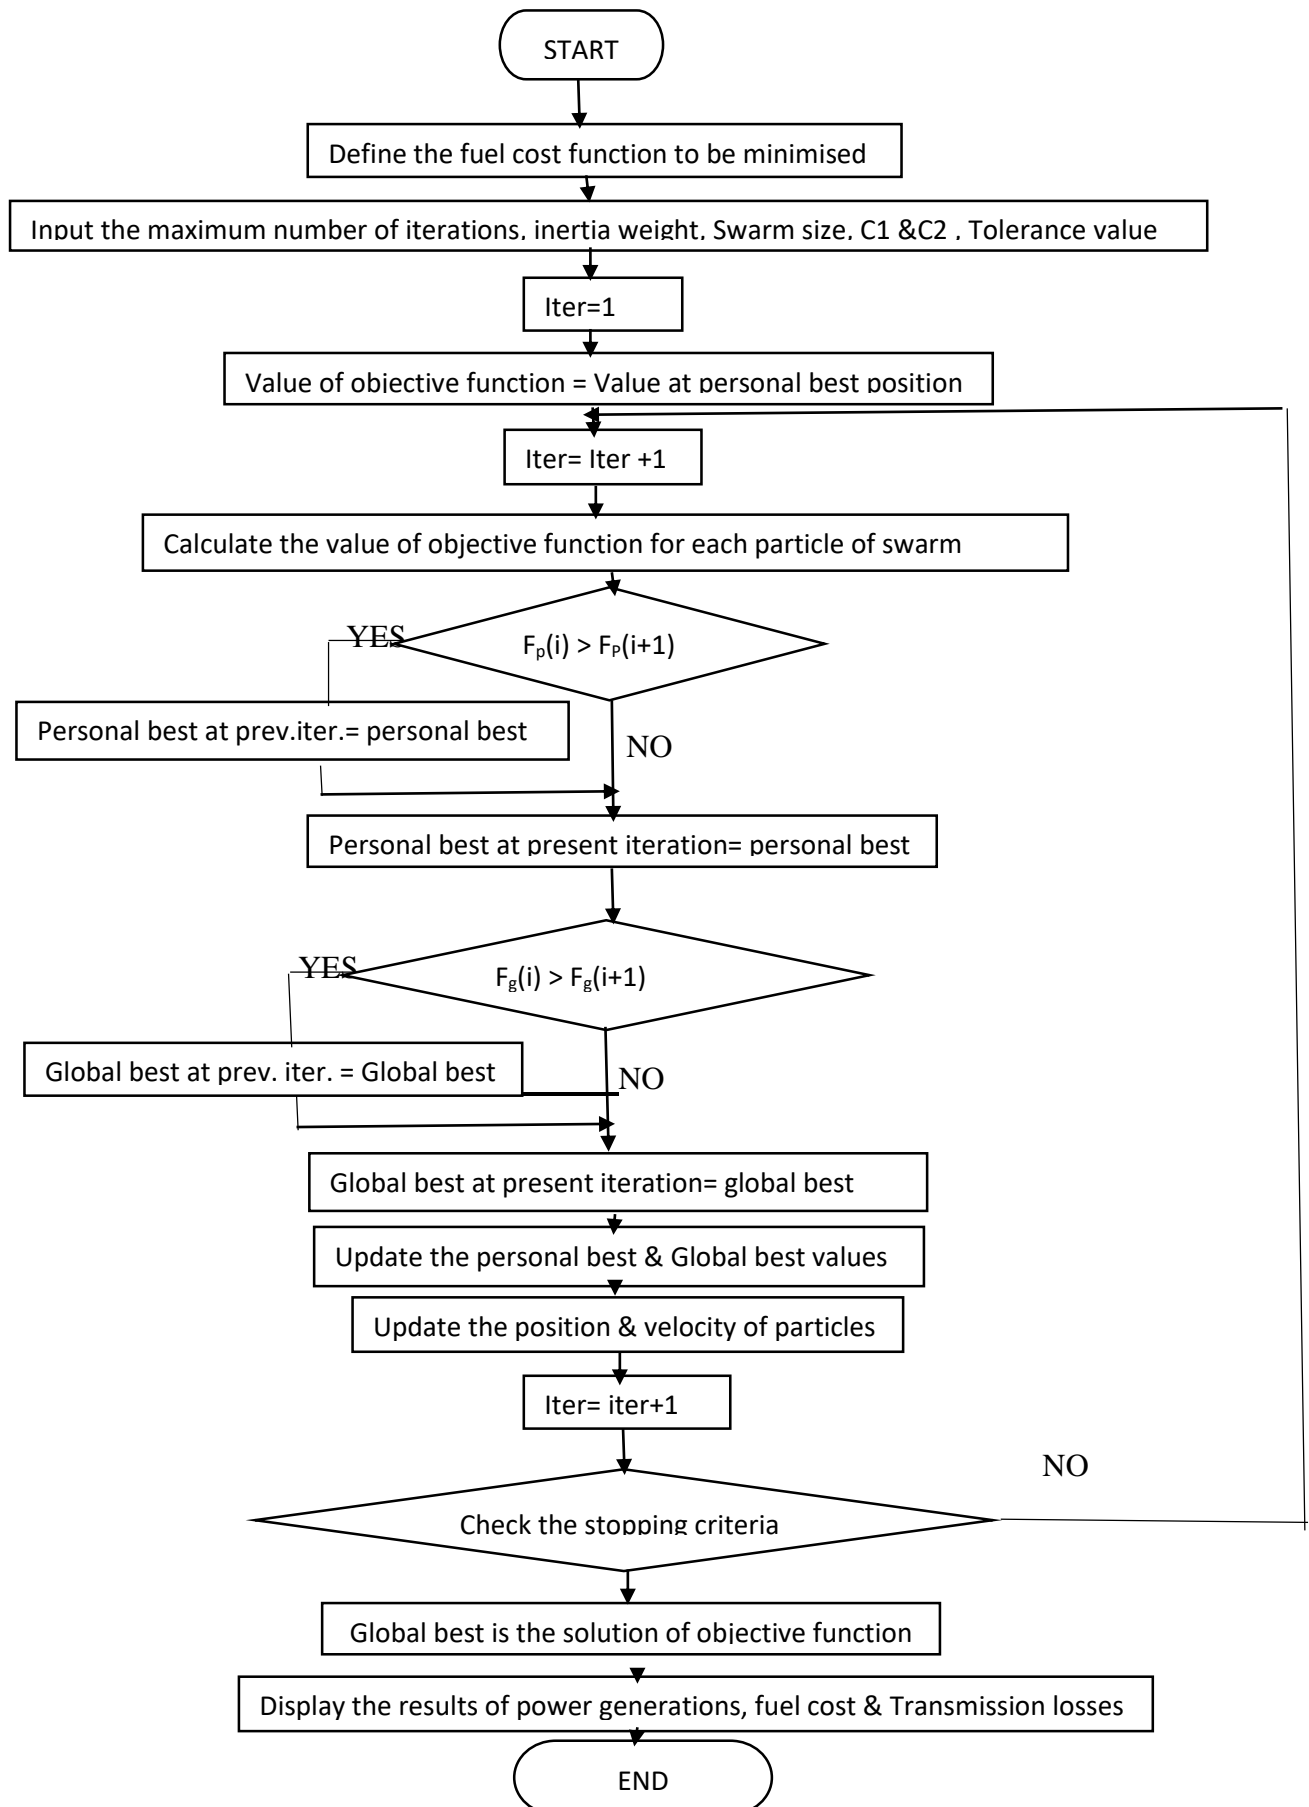 START
Define the fuel cost function to be minimised
Input the maximum number of iterations, inertia weight, Swarm size, C1 &C2 , Tolerance value
Iter=1
Value of objective function = Value at personal best position
Iter= Iter +1
Calculate the value of objective function for each particle of swarm
YES
Fp(i) > FP(i+1)
Personal best at prev.iter.= personal best
NO
Personal best at present iteration= personal best
YES
Fg(i) > Fg(i+1)
Global best at prev. iter. = Global best
NO
Global best at present iteration= global best
Update the personal best & Global best values
Update the position & velocity of particles
Iter= iter+1
NO
Check the stopping criteria
Global best is the solution of objective function
Display the results of power generations, fuel cost & Transmission losses
END